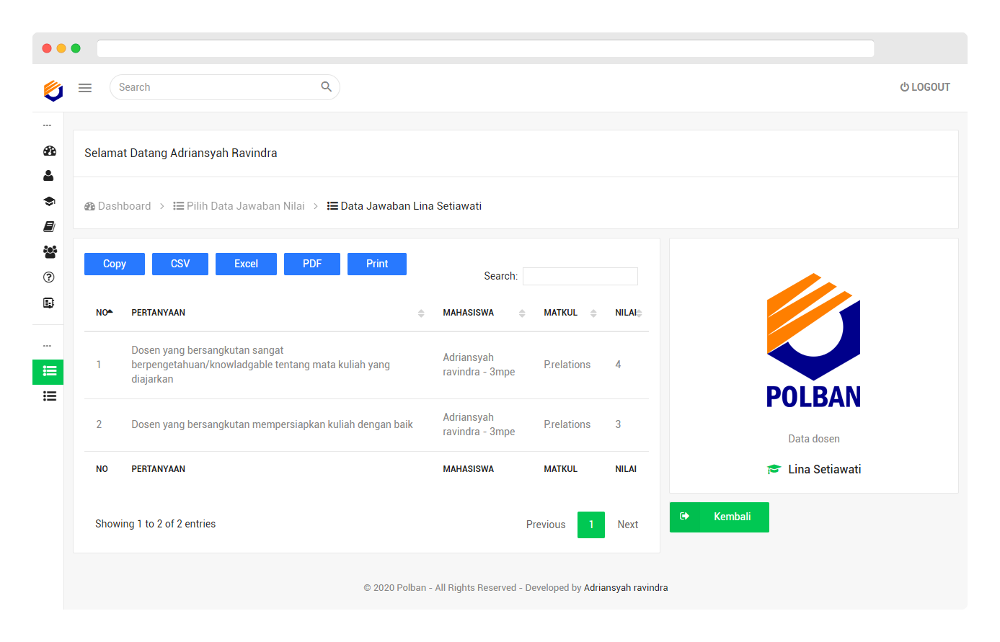 Search
LOGOUT
...
Selamat Datang Adriansyah Ravindra
Dashboard > Pilih Data Jawaban Nilai > Data Jawaban Lina Setiawati
Copy CSV Excel PDF Print
Search:
NO PERTANYAAN MAHASISWA MATKUL NILAI
1 Dosen yang bersangkutan sangat berpengetahuan/knowladgable tentang mata kuliah yang diajarkan Adriansyah ravindra - 3mpe P.relations 4
2 Dosen yang bersangkutan mempersiapkan kuliah dengan baik Adriansyah ravindra - 3mpe P.relations 3
NO PERTANYAAN MAHASISWA MATKUL NILAI
Showing 1 to 2 of 2 entries
Previous 1 Next
POLBAN
Data dosen
Lina Setiawati
Kembali
...
© 2020 Polban - All Rights Reserved - Developed by Adriansyah ravindra